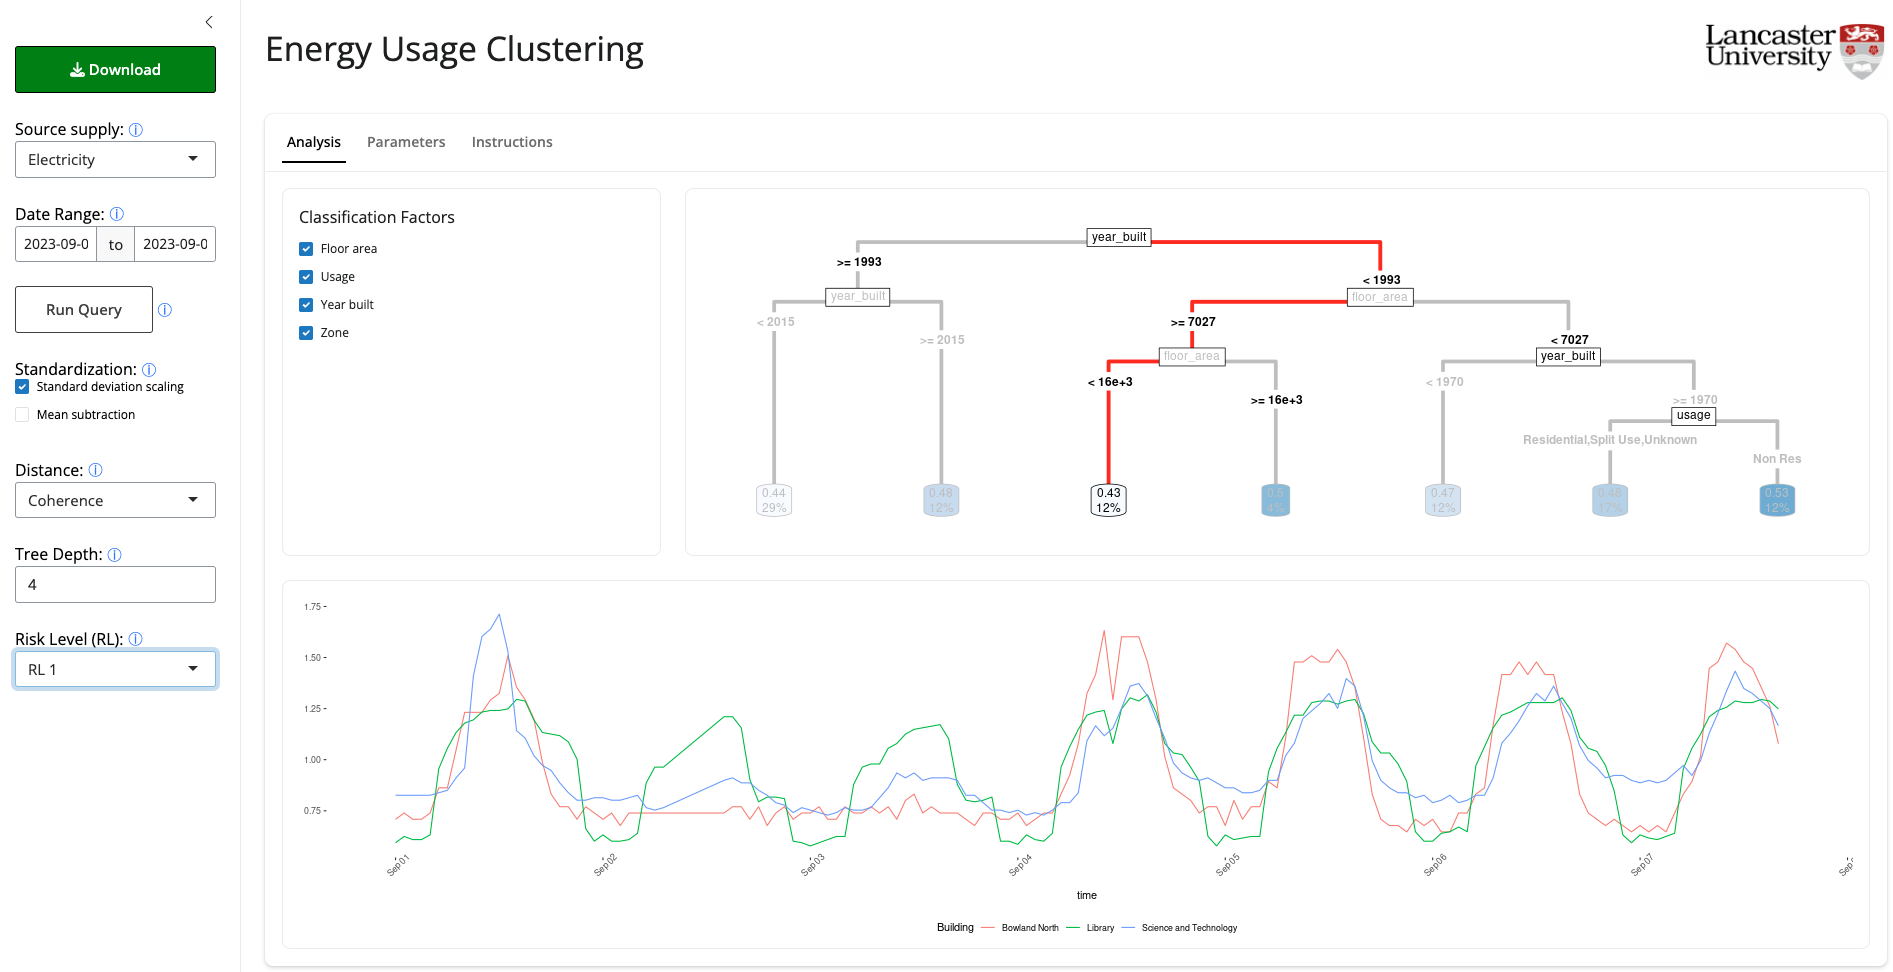 Download
Source supply:
Electricity
Date Range:
2023-09-0 to 2023-09-0
Run Query
Standardization:
Standard deviation scaling
Mean subtraction
Distance:
Coherence
Tree Depth:
4
Risk Level (RL):
RL 1
Energy Usage Clustering
Lancaster
University
Analysis Parameters Instructions
Classification Factors
Floor area
Usage
Year built
Zone
year_built
>= 1993
< 1993
year_built
floor_area
< 2015
>= 7027
>= 2015
< 7027
floor_area
year_built
< 16e+3
< 1970
>= 16e+3
>= 1970
usage
Residential,Split Use,Unknown
Non Res
0.44 0.48 0.43 0.5 0.47 0.48 0.53
29% 12% 12% 4% 12% 17% 12%
1.75
1.50
1.25
1.00
0.75
Sep 01 Sep 02 Sep 03 Sep 04 Sep 05 Sep 06 Sep 07 Sep
time
Building Bowland North Library Science and Technology